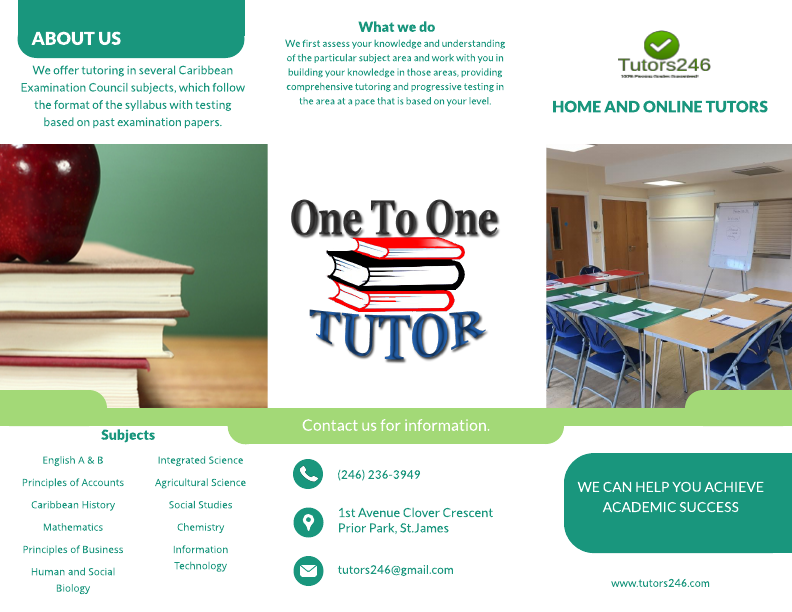 ABOUT US
We offer tutoring in several Caribbean
Examination Council subjects, which follow
the format of the syllabus with testing
based on past examination papers.
What we do
We first assess your knowledge and understanding
of the particular subject area and work with you in
building your knowledge in those areas, providing
comprehensive tutoring and progressive testing in
the area at a pace that is based on your level.
Tutors246
HOME AND ONLINE TUTORS
One To One
TUTOR
Subjects
English A & B
Principles of Accounts
Caribbean History
Mathematics
Principles of Business
Human and Social
Biology
Integrated Science
Agricultural Science
Social Studies
Chemistry
Information
Technology
Contact us for information.
(246) 236-3949
1st Avenue Clover Crescent
Prior Park, St.James
tutors246@gmail.com
WE CAN HELP YOU ACHIEVE
ACADEMIC SUCCESS
www.tutors246.com